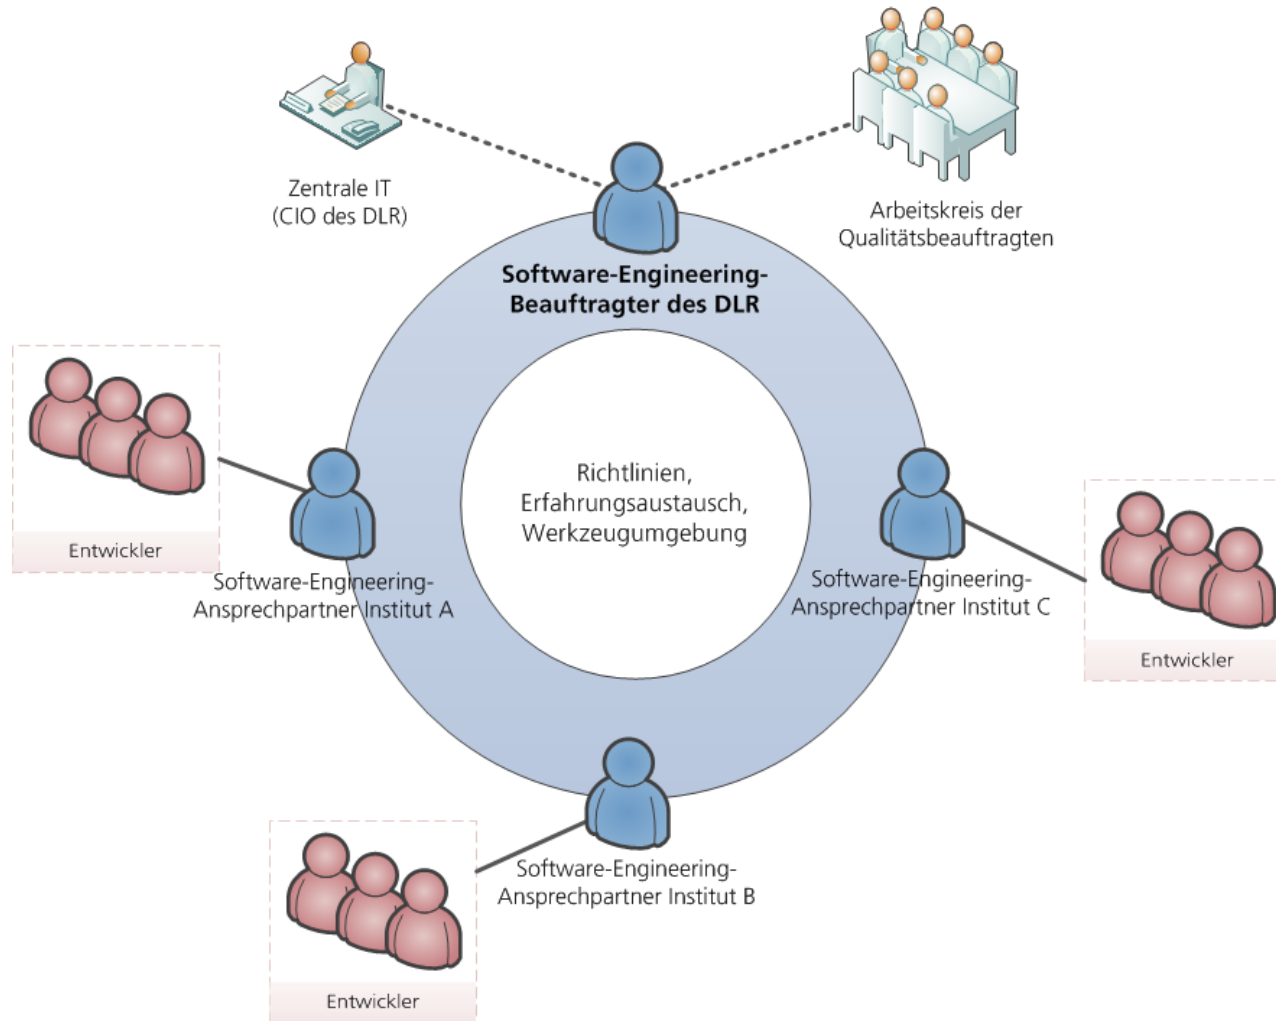 Zentrale IT
(CIO des DLR)
Arbeitskreis der
Qualitätsbeauftragten
Software-Engineering-
Beauftragter des DLR
Richtlinien,
Erfahrungsaustausch,
Werkzeugumgebung
Entwickler
Software-Engineering-
Ansprechpartner Institut A
Software-Engineering-
Ansprechpartner Institut C
Entwickler
Software-Engineering-
Ansprechpartner Institut B
Entwickler